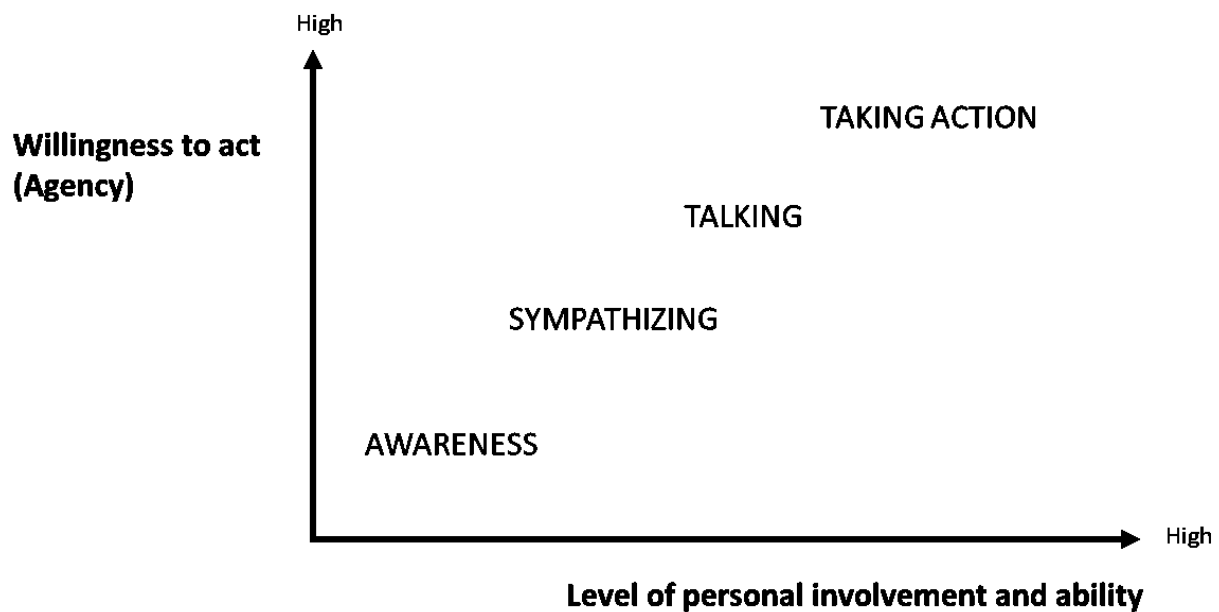 High
TAKING ACTION
Willingness to act
(Agency)
TALKING
SYMPATHIZING
AWARENESS
High
Level of personal involvement and ability